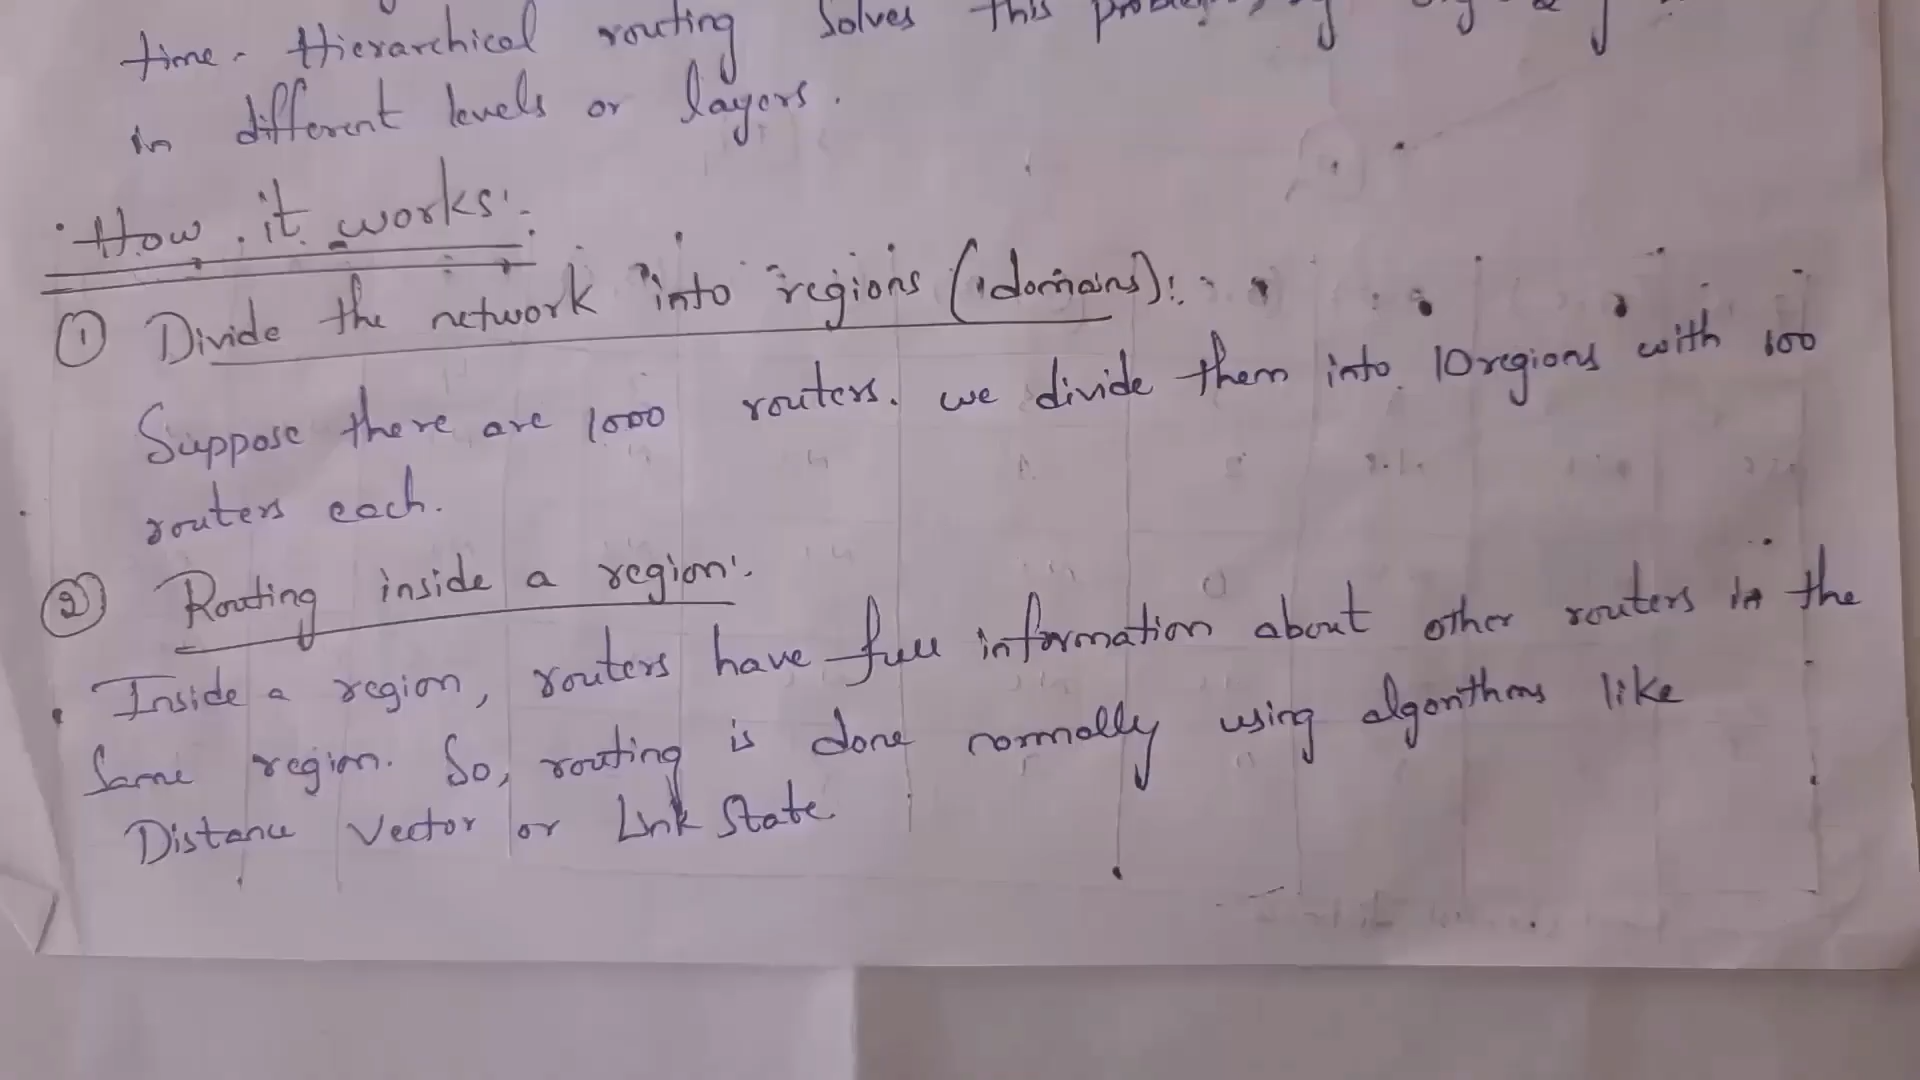 time. Hierarchical routing solves this
in different levels or layers.
How it works:-
① Divide the network into regions (domains):
Suppose there are 1000 routers. we divide them into 10 regions with 100
routers each.
② Routing inside a region:
Inside a region, routers have full information about other routers in the
Same region. So, routing is done normally using algorithms like
Distance Vector or Link State